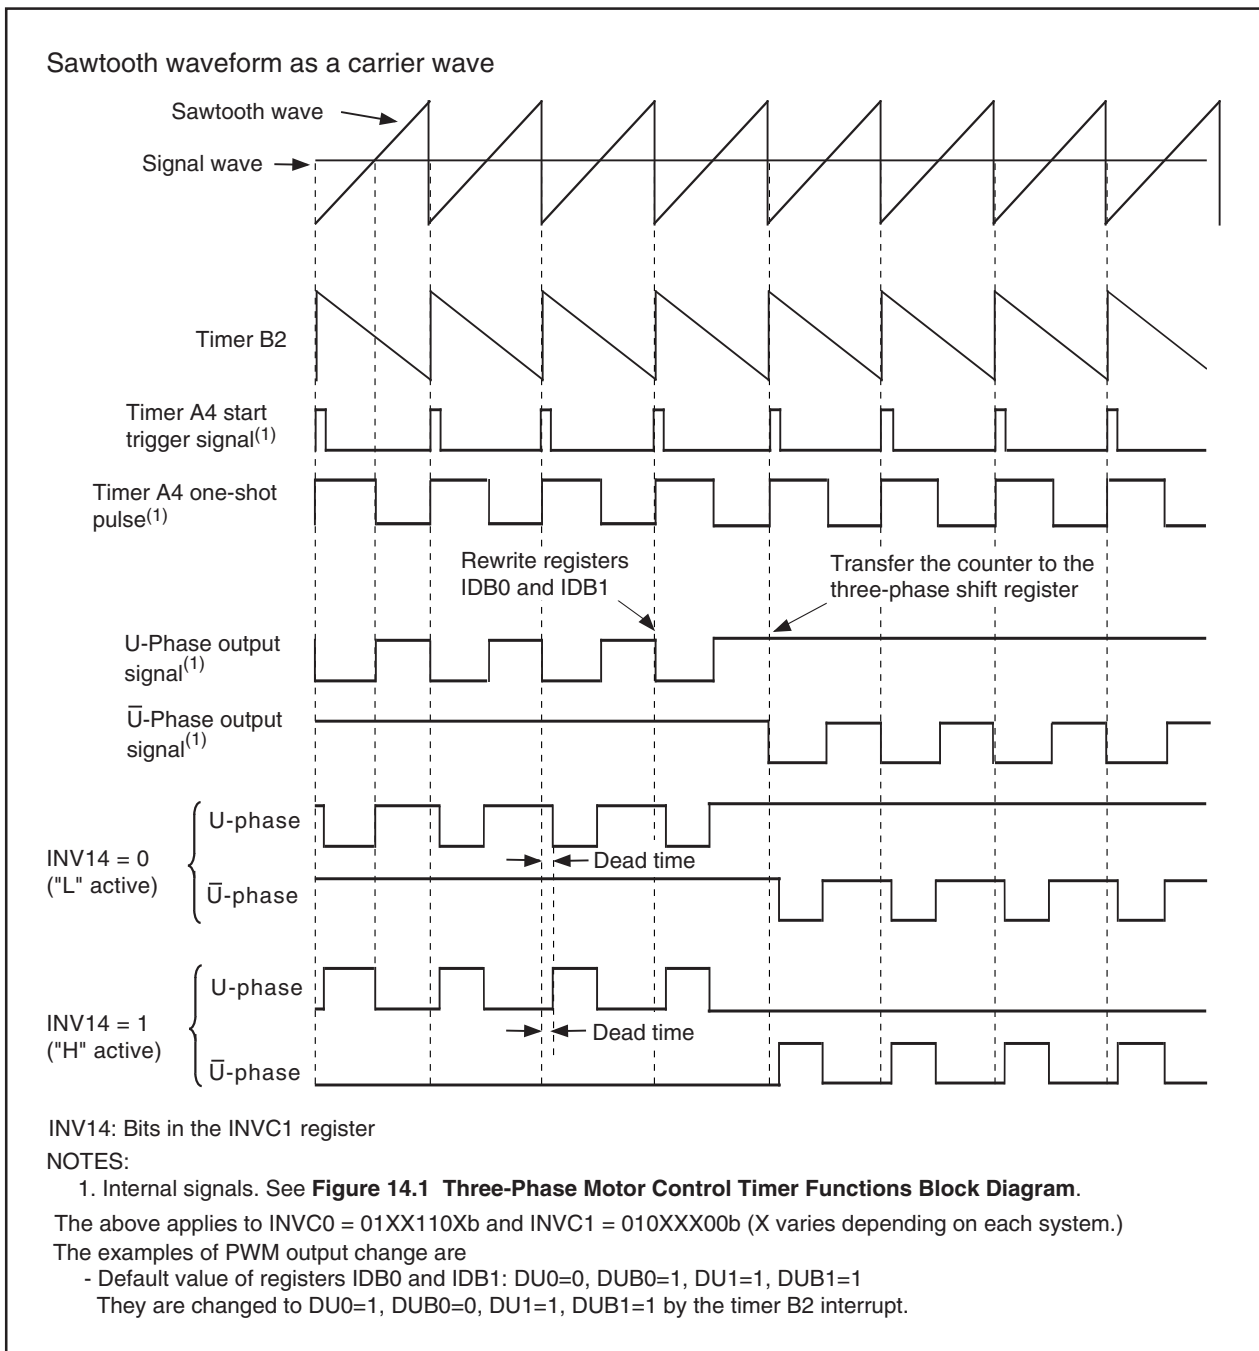 Sawtooth waveform as a carrier wave
Sawtooth wave
Signal wave
Timer B2
Timer A4 start
trigger signal(1)
Timer A4 one-shot
pulse(1)
Rewrite registers
IDB0 and IDB1
Transfer the counter to the
three-phase shift register
U-Phase output
signal(1)
U̅-Phase output
signal(1)
INV14 = 0
("L" active)
U-phase
Dead time
U̅-phase
INV14 = 1
("H" active)
U-phase
Dead time
U̅-phase
INV14: Bits in the INVC1 register
NOTES:
1. Internal signals. See Figure 14.1 Three-Phase Motor Control Timer Functions Block Diagram.
The above applies to INVC0 = 01XX110Xb and INVC1 = 010XXX00b (X varies depending on each system.)
The examples of PWM output change are
- Default value of registers IDB0 and IDB1: DU0=0, DUB0=1, DU1=1, DUB1=1
They are changed to DU0=1, DUB0=0, DU1=1, DUB1=1 by the timer B2 interrupt.